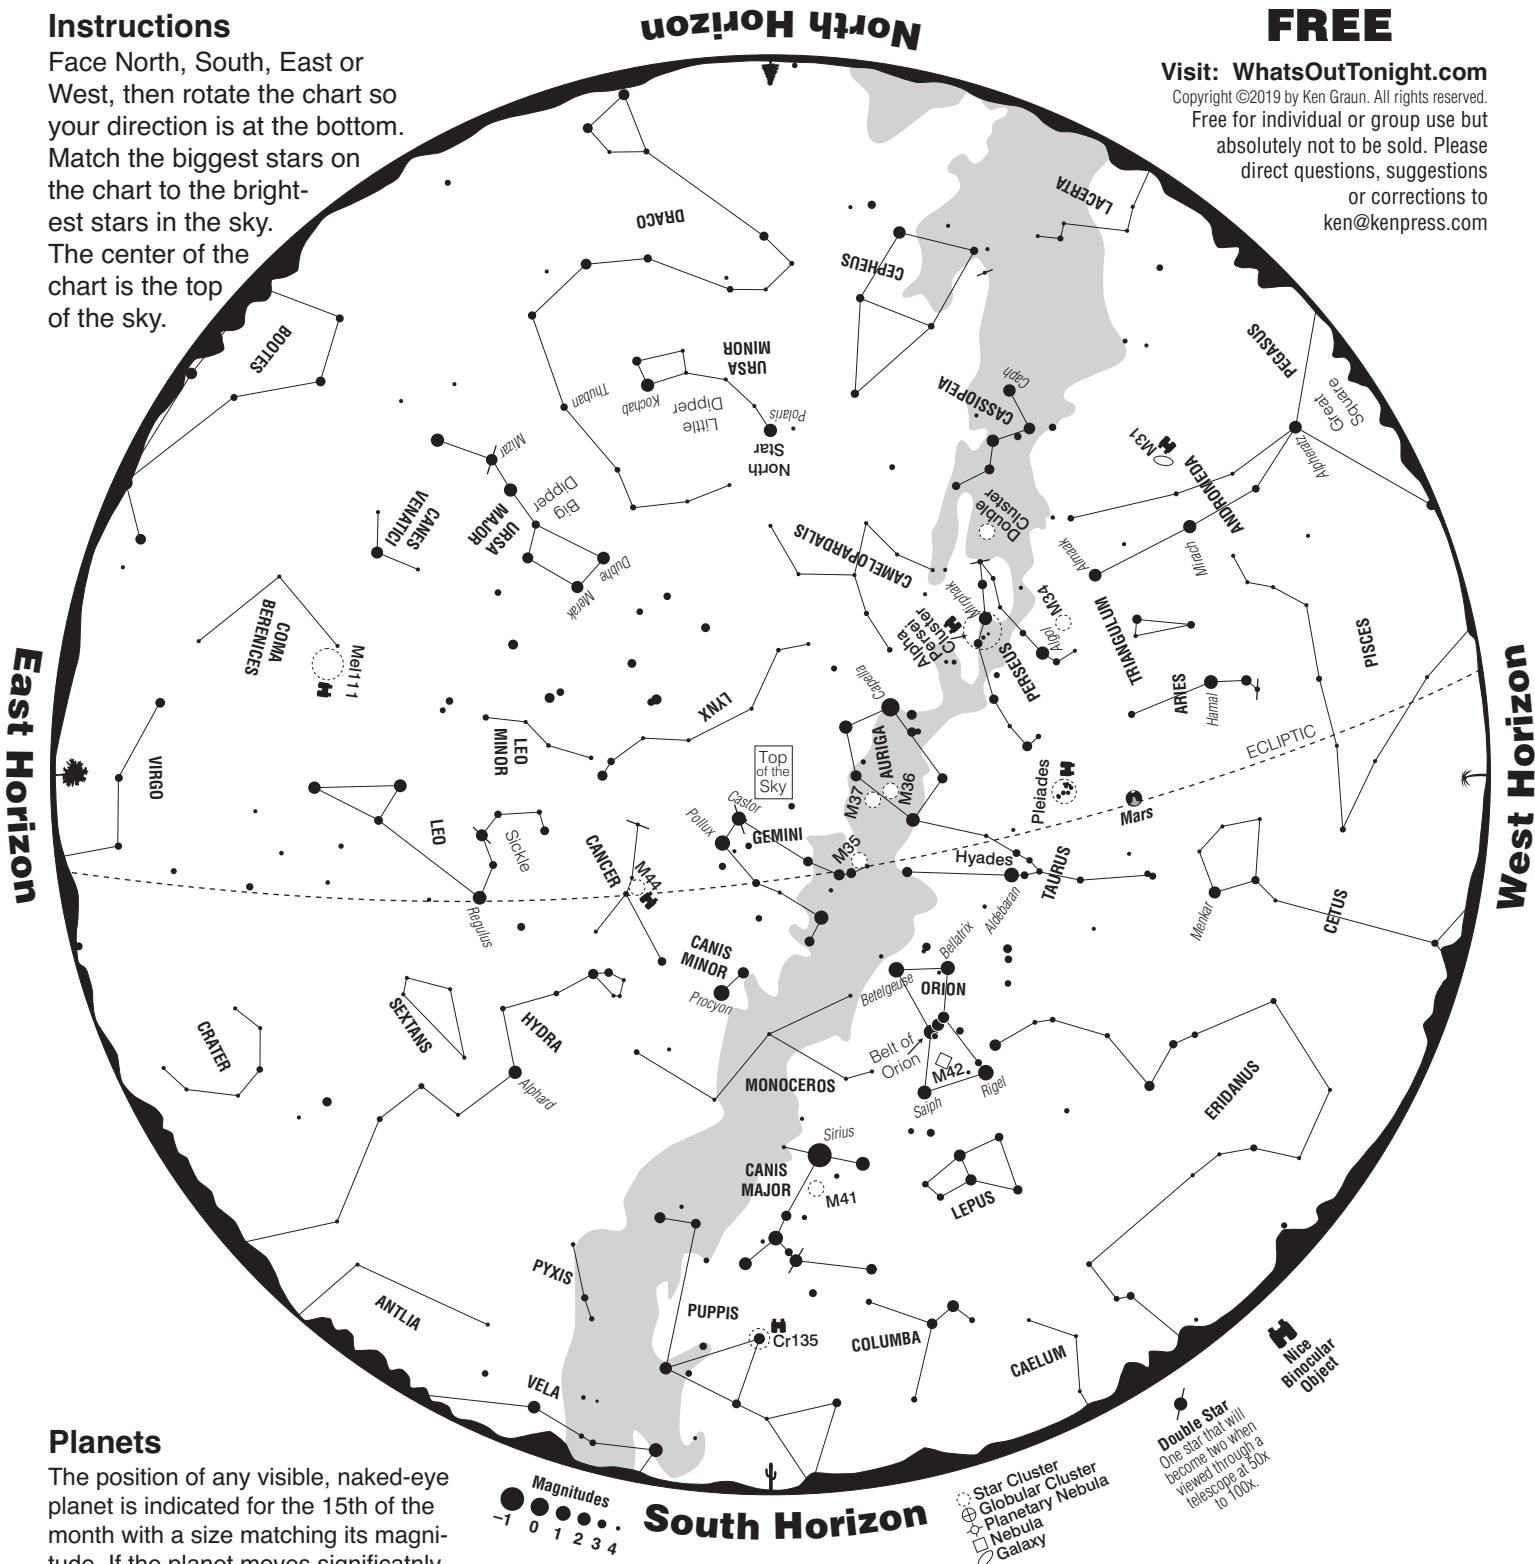 Instructions
Face North, South, East or
West, then rotate the chart so
your direction is at the bottom.
Match the biggest stars on
the chart to the bright-
est stars in the sky.
The center of the
chart is the top
of the sky.
North Horizon
FREE
Visit: WhatsOutTonight.com
Copyright ©2019 by Ken Graun. All rights reserved.
Free for individual or group use but
absolutely not to be sold. Please
direct questions, suggestions
or corrections to
ken@kenpress.com
DRACO
LACERTA
CEPHEUS
BOOTES
URSA
MINOR
PEGASUS
Great
Square
Thuban
Kochab
Little
Dipper
Polaris
North
Star
CASSIOPEIA
Caph
M31
Alpheratz
Mizar
Big
Dipper
URSA
MAJOR
CANES
VENATICI
Double
Cluster
ANDROMEDA
Almaak
Mirach
CAMELOPARDALIS
Dubhe
Merak
COMA
BERENICES
Mel111
Alpha
Persei
Cluster
Mirphak
M34
Algol
PERSEUS
TRIANGULUM
PISCES
East Horizon
West Horizon
LYNX
Capella
ARIES
Hamal
LEO
MINOR
VIRGO
Top
of the
Sky
AURIGA
M37
M36
Pleiades
ECLIPTIC
Mars
Castor
Pollux
GEMINI
M35
LEO
Sickle
CANCER
M44
Hyades
TAURUS
Aldebaran
Menkar
CETUS
Regulus
CANIS
MINOR
Procyon
Bellatrix
Betelgeuse
ORION
SEXTANS
HYDRA
CRATER
Alphard
Belt of
Orion
M42
MONOCEROS
Rigel
Saiph
ERIDANUS
Sirius
CANIS
MAJOR
M41
LEPUS
PYXIS
ANTLIA
PUPPIS
Cr135
COLUMBA
CAELUM
VELA
Nice
Binocular
Object
Double Star
One star that will
become two when
viewed through a
telescope at 50x
to 100x.
Planets
The position of any visible, naked-eye
planet is indicated for the 15th of the
month with a size matching its magni-
tude. If the planet moves significatnly
Magnitudes
–1 0 1 2 3 4
South Horizon
Star Cluster
Globular Cluster
Planetary Nebula
Nebula
Galaxy